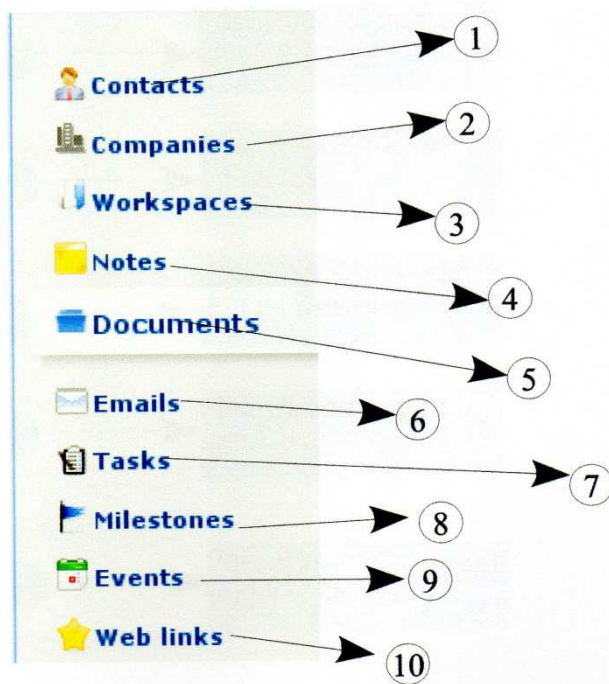 Contacts 1
Companies 2
Workspaces 3
Notes 4
Documents 5
Emails 6
Tasks 7
Milestones 8
Events 9
Web links 10